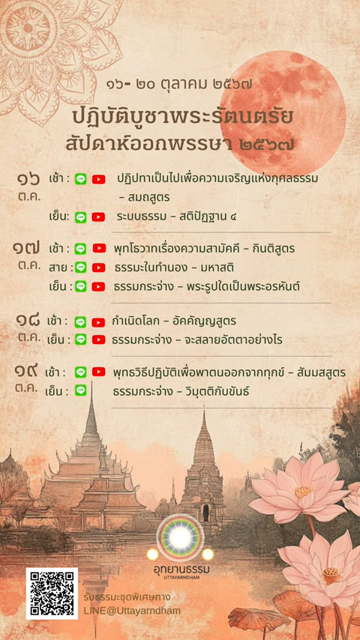 ๑๖- ๒๐ ตุลาคม ๒๕๖๗
ปฏิบัติบูชาพระรัตนตรัย
สัปดาห์ออกพรรษา ๒๕๖๗
๑๖ ต.ค.
เช้า : ปฏิปทาเป็นไปเพื่อความเจริญแห่งกุศลธรรม
– สมถสูตร
เย็น: ระบบธรรม – สติปัฏฐาน ๔
๑๗ ต.ค.
เช้า : พุทโธวาทเรื่องความสามัคคี – กินติสูตร
สาย : ธรรมะในทำนอง – มหาสติ
เย็น : ธรรมกระจ่าง – พระรูปใดเป็นพระอรหันต์
๑๘ ต.ค.
เช้า : กำเนิดโลก – อัคคัญญสูตร
เย็น : ธรรมกระจ่าง – จะสลายอัตตาอย่างไร
๑๙ ต.ค.
เช้า : พุทธวิธีปฏิบัติเพื่อพาตนออกจากทุกข์ – สัมมสสูตร
เย็น : ธรรมกระจ่าง – วิมุตติกับขันธ์
อุทยานธรรม
UTTAYARNDHAM
รับธรรมะชุดพิเศษทาง
LINE@Uttayarndham